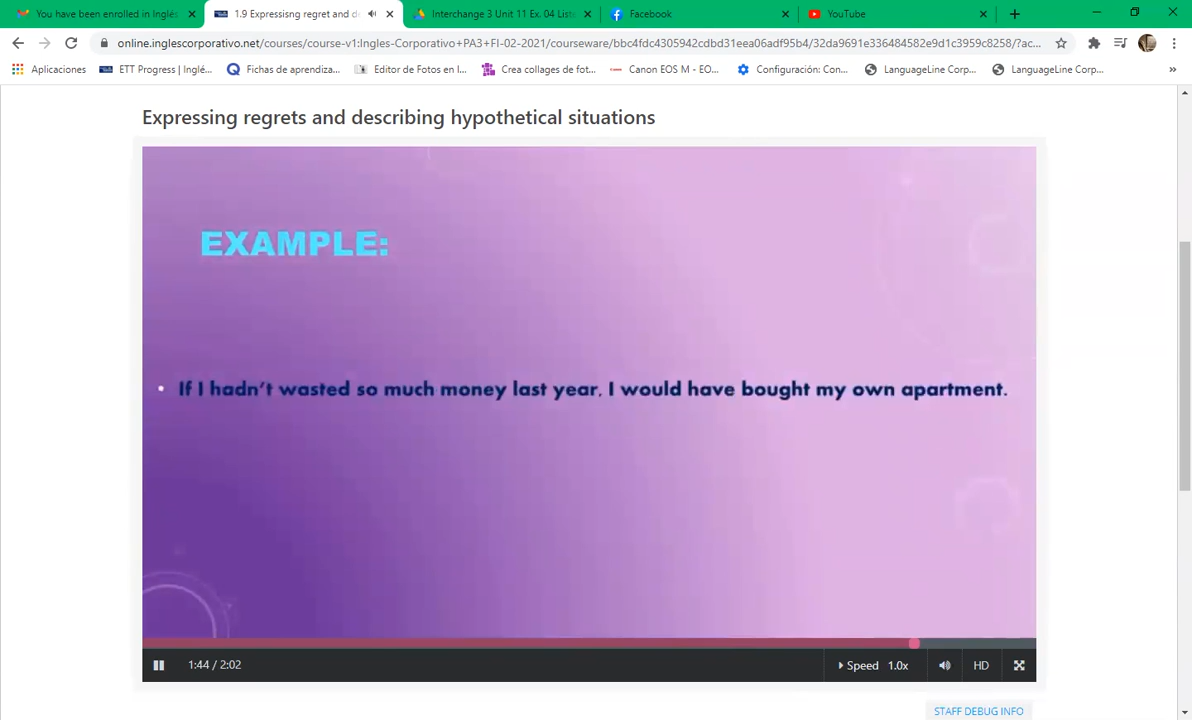 You have been enrolled in Inglés
1.9 Expressisng regret and de
Interchange 3 Unit 11 Ex. 04 Liste
Facebook
YouTube
online.inglescorporativo.net/courses/course-v1:Ingles-Corporativo+PA3+FI-02-2021/courseware/bbc4fdc4305942cdbd31eea06adf95b4/32da9691e336484582e9d1c3959c8258/?ac...
Aplicaciones
ETT Progress | Inglé...
Fichas de aprendiza...
Editor de Fotos en l...
Crea collages de fot...
Canon EOS M - EO...
Configuración: Con...
LanguageLine Corp...
LanguageLine Corp...
»
Expressing regrets and describing hypothetical situations
EXAMPLE:
• If I hadn't wasted so much money last year, I would have bought my own apartment.
1:44 / 2:02
Speed 1.0x
HD
STAFF DEBUG INFO